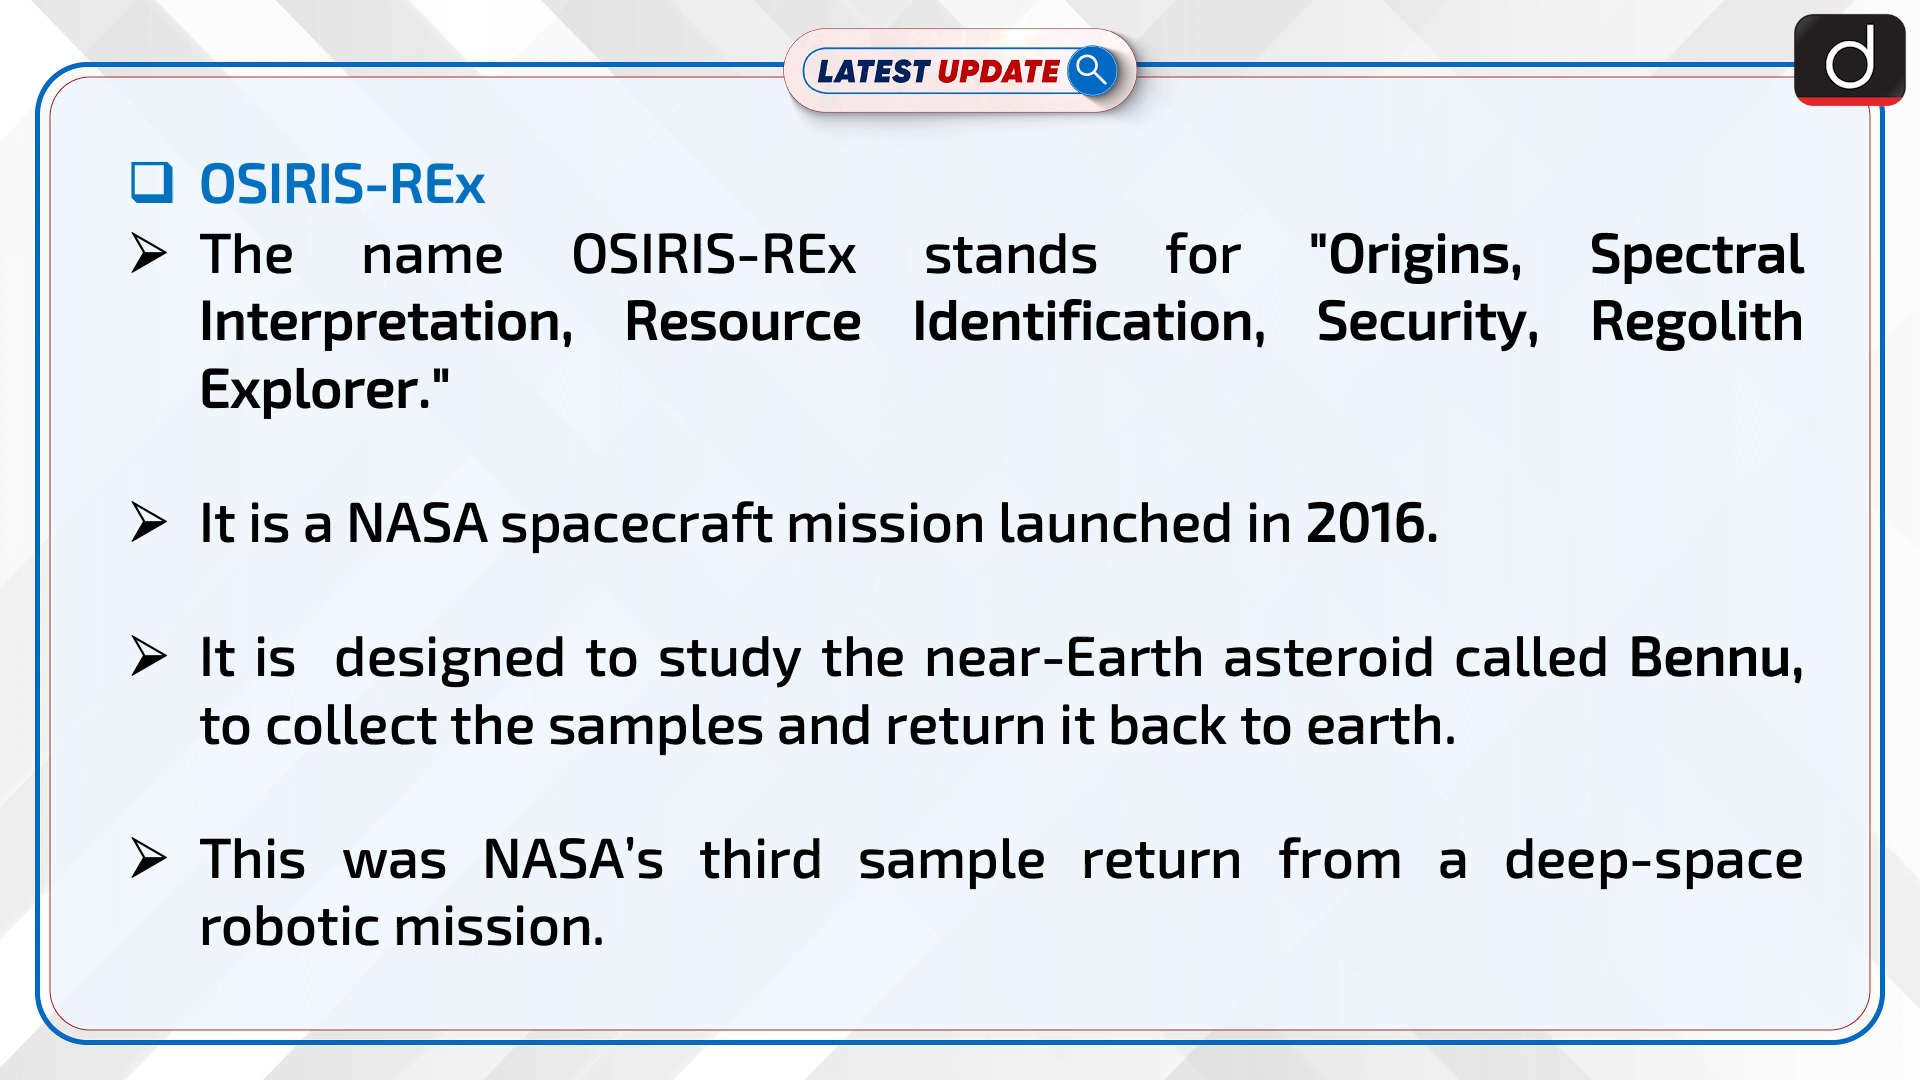 LATEST UPDATE
d
OSIRIS-REx
The name OSIRIS-REx stands for "Origins, Spectral
Interpretation, Resource Identification, Security, Regolith
Explorer."
It is a NASA spacecraft mission launched in 2016.
It is  designed to study the near-Earth asteroid called Bennu,
to collect the samples and return it back to earth.
This was NASA’s third sample return from a deep-space
robotic mission.